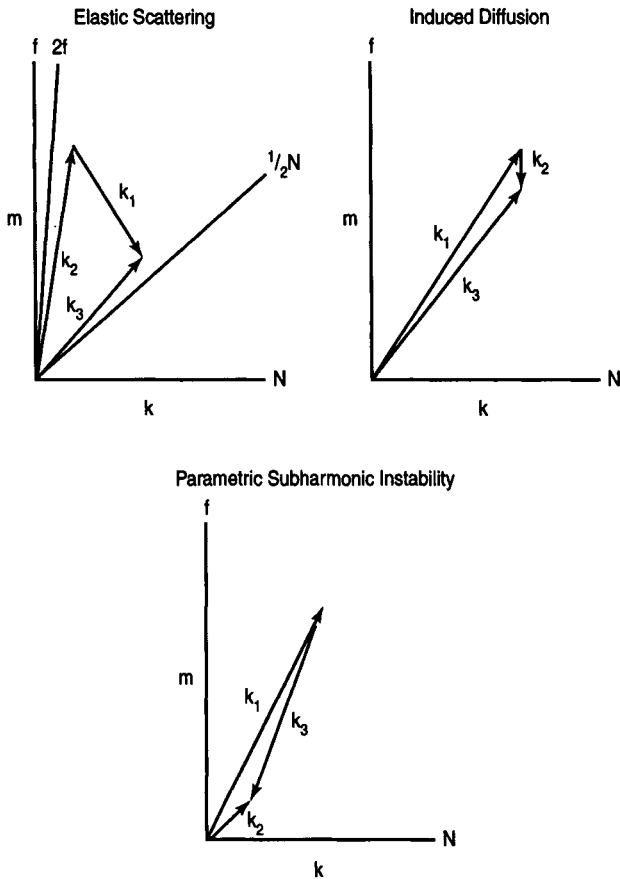 Elastic Scattering
f 2f
1/2N
k1
m
k2
k3
N
k
Induced Diffusion
f
k2
m
k1
k3
N
k
Parametric Subharmonic Instability
f
m
k1
k3
k2
N
k